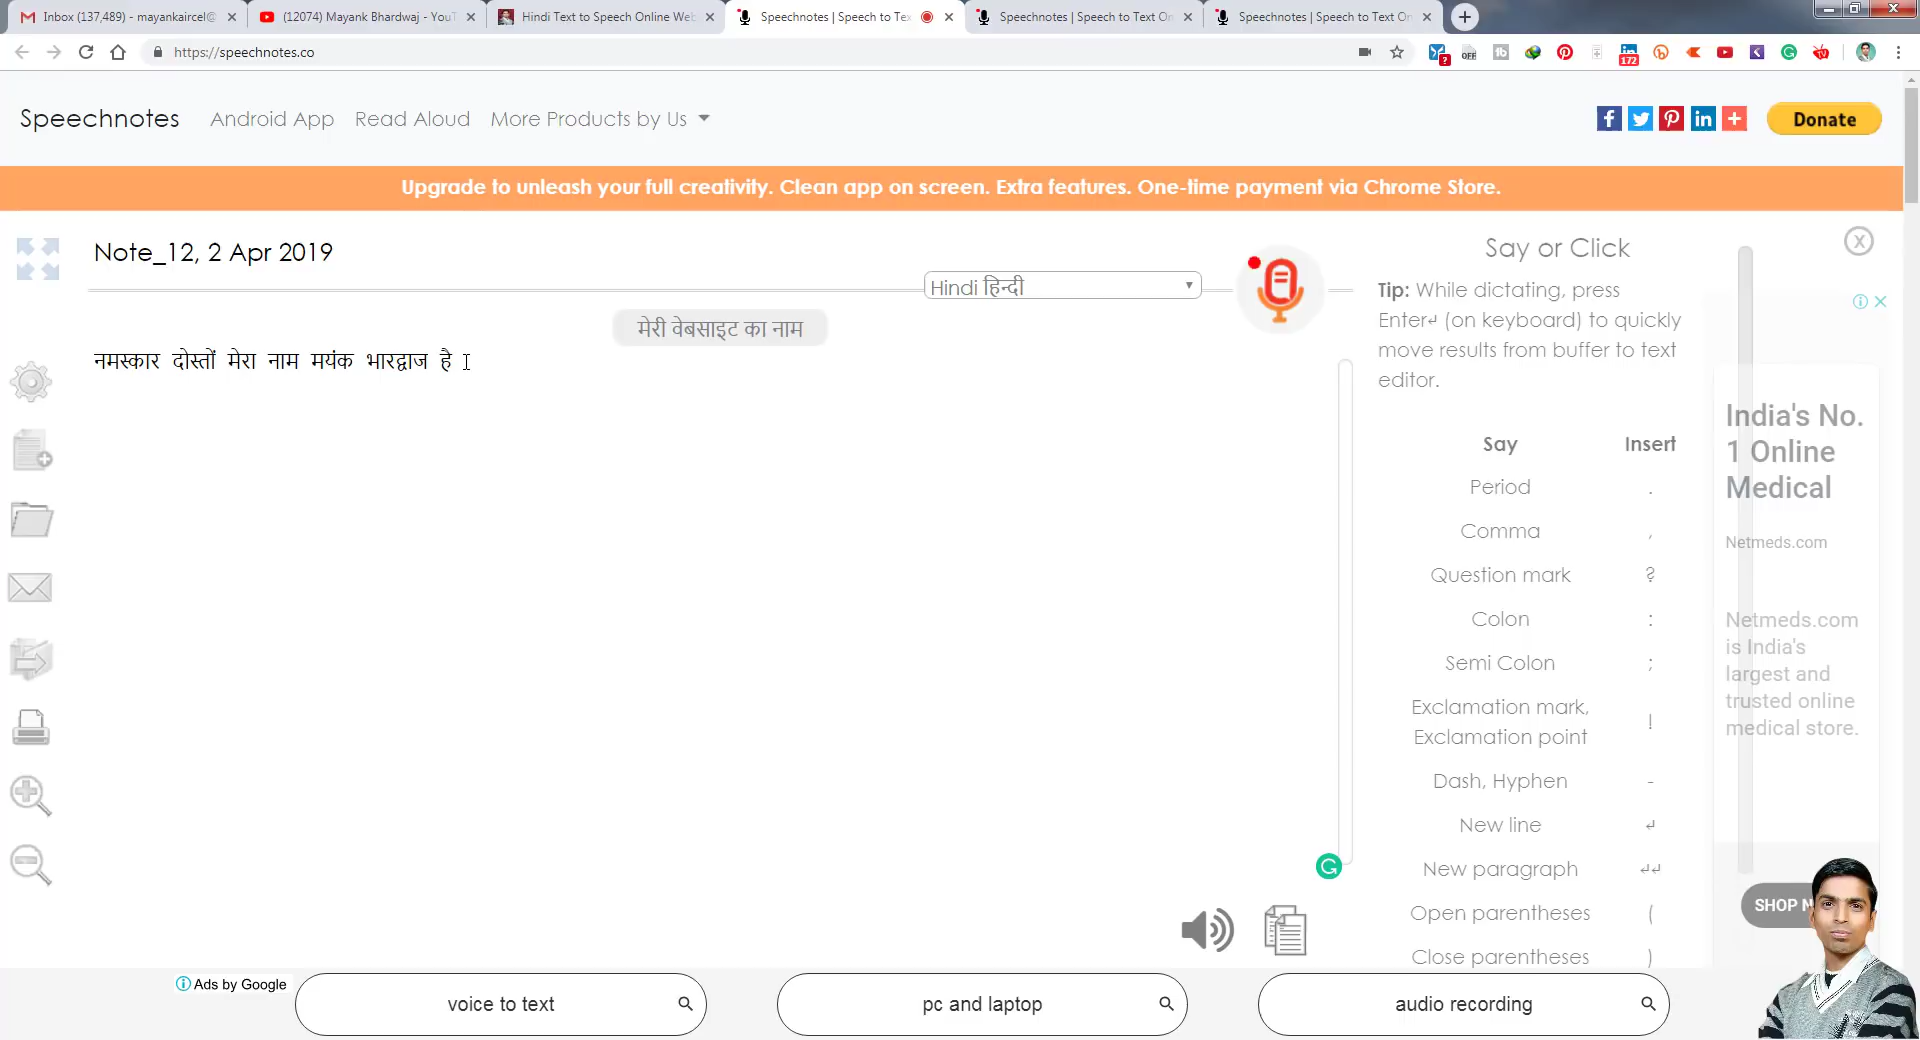 Inbox (137,489) - mayankaircel@
(12074) Mayank Bhardwaj - YouT
Hindi Text to Speech Online Web
Speechnotes | Speech to Tex
Speechnotes | Speech to Text On
Speechnotes | Speech to Text On
https://speechnotes.co
OFF
?
172
Speechnotes
Android App
Read Aloud
More Products by Us
Donate
Upgrade to unleash your full creativity. Clean app on screen. Extra features. One-time payment via Chrome Store.
Note_12, 2 Apr 2019
Hindi हिन्दी
मेरी वेबसाइट का नाम
नमस्कार दोस्तों मेरा नाम मयंक भारद्वाज है
Say or Click
Tip: While dictating, press
Enter↵ (on keyboard) to quickly
move results from buffer to text
editor.
Say Insert
Period .
Comma ,
Question mark ?
Colon :
Semi Colon ;
Exclamation mark,
Exclamation point !
Dash, Hyphen -
New line ↵
New paragraph ↵↵
Open parentheses (
Close parentheses )
India's No.
1 Online
Medical
Netmeds.com
Netmeds.com
is India's
largest and
trusted online
medical store.
SHOP
Ads by Google
voice to text
pc and laptop
audio recording